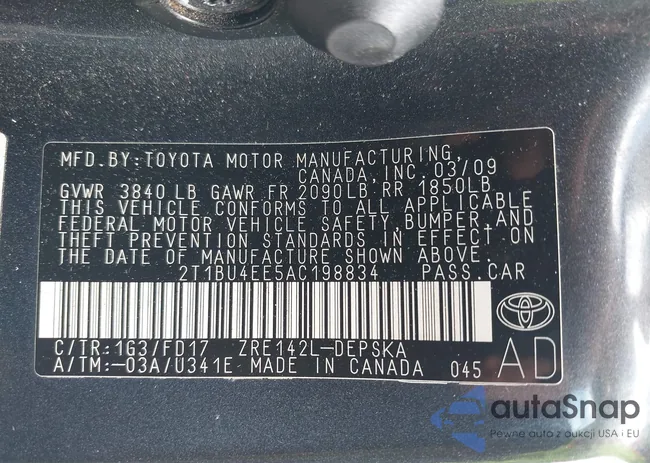 MFD.BY:TOYOTA MOTOR MANUFACTURING,
CANADA,INC.03/09
GVWR 3840 LB GAWR FR 2090LB,RR 1850LB
THIS VEHICLE CONFORMS TO ALL APPLICABLE
FEDERAL MOTOR VEHICLE SAFETY,BUMPER,AND
THEFT PREVENTION STANDARDS IN EFFECT ON
THE DATE OF MANUFACTURE SHOWN ABOVE.
2T1BU4EE5AC198834 PASS.CAR
C/TR:1G3/FD17 ZRE142L-DEPSKA
A/TM:-03A/U341E MADE IN CANADA 045
AD
autaSnap
Pewne auto z aukcji USA i EU